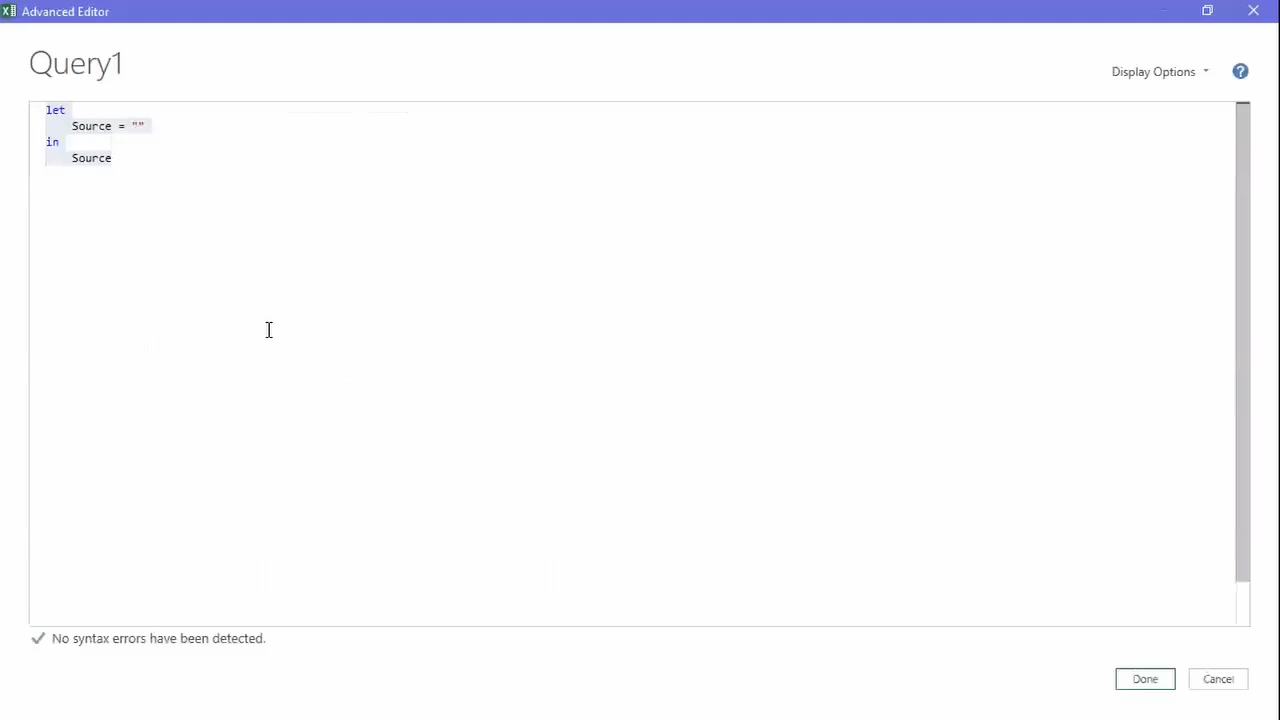 Advanced Editor
Query1
Display Options
?
let
Source = ""
in
Source
No syntax errors have been detected.
Done
Cancel